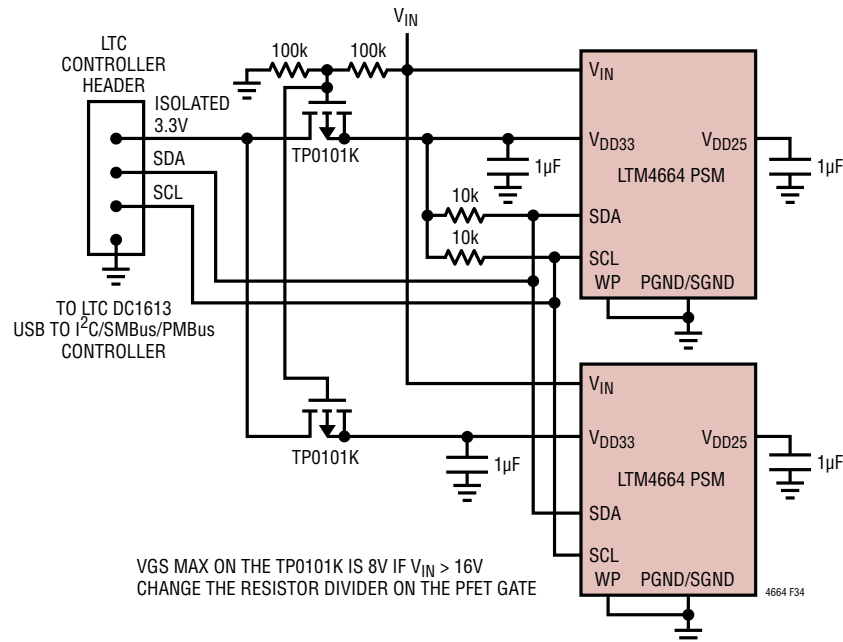 V_IN
100k
100k
LTC
CONTROLLER
HEADER
ISOLATED
3.3V
SDA
SCL
TP0101K
1µF
10k
10k
V_IN
V_DD33
V_DD25
LTM4664 PSM
SDA
SCL
WP
PGND/SGND
1µF
TO LTC DC1613
USB TO I²C/SMBus/PMBus
CONTROLLER
TP0101K
1µF
V_IN
V_DD33
V_DD25
LTM4664 PSM
SDA
SCL
WP
PGND/SGND
1µF
VGS MAX ON THE TP0101K IS 8V IF V_IN > 16V
CHANGE THE RESISTOR DIVIDER ON THE PFET GATE
4664 F34